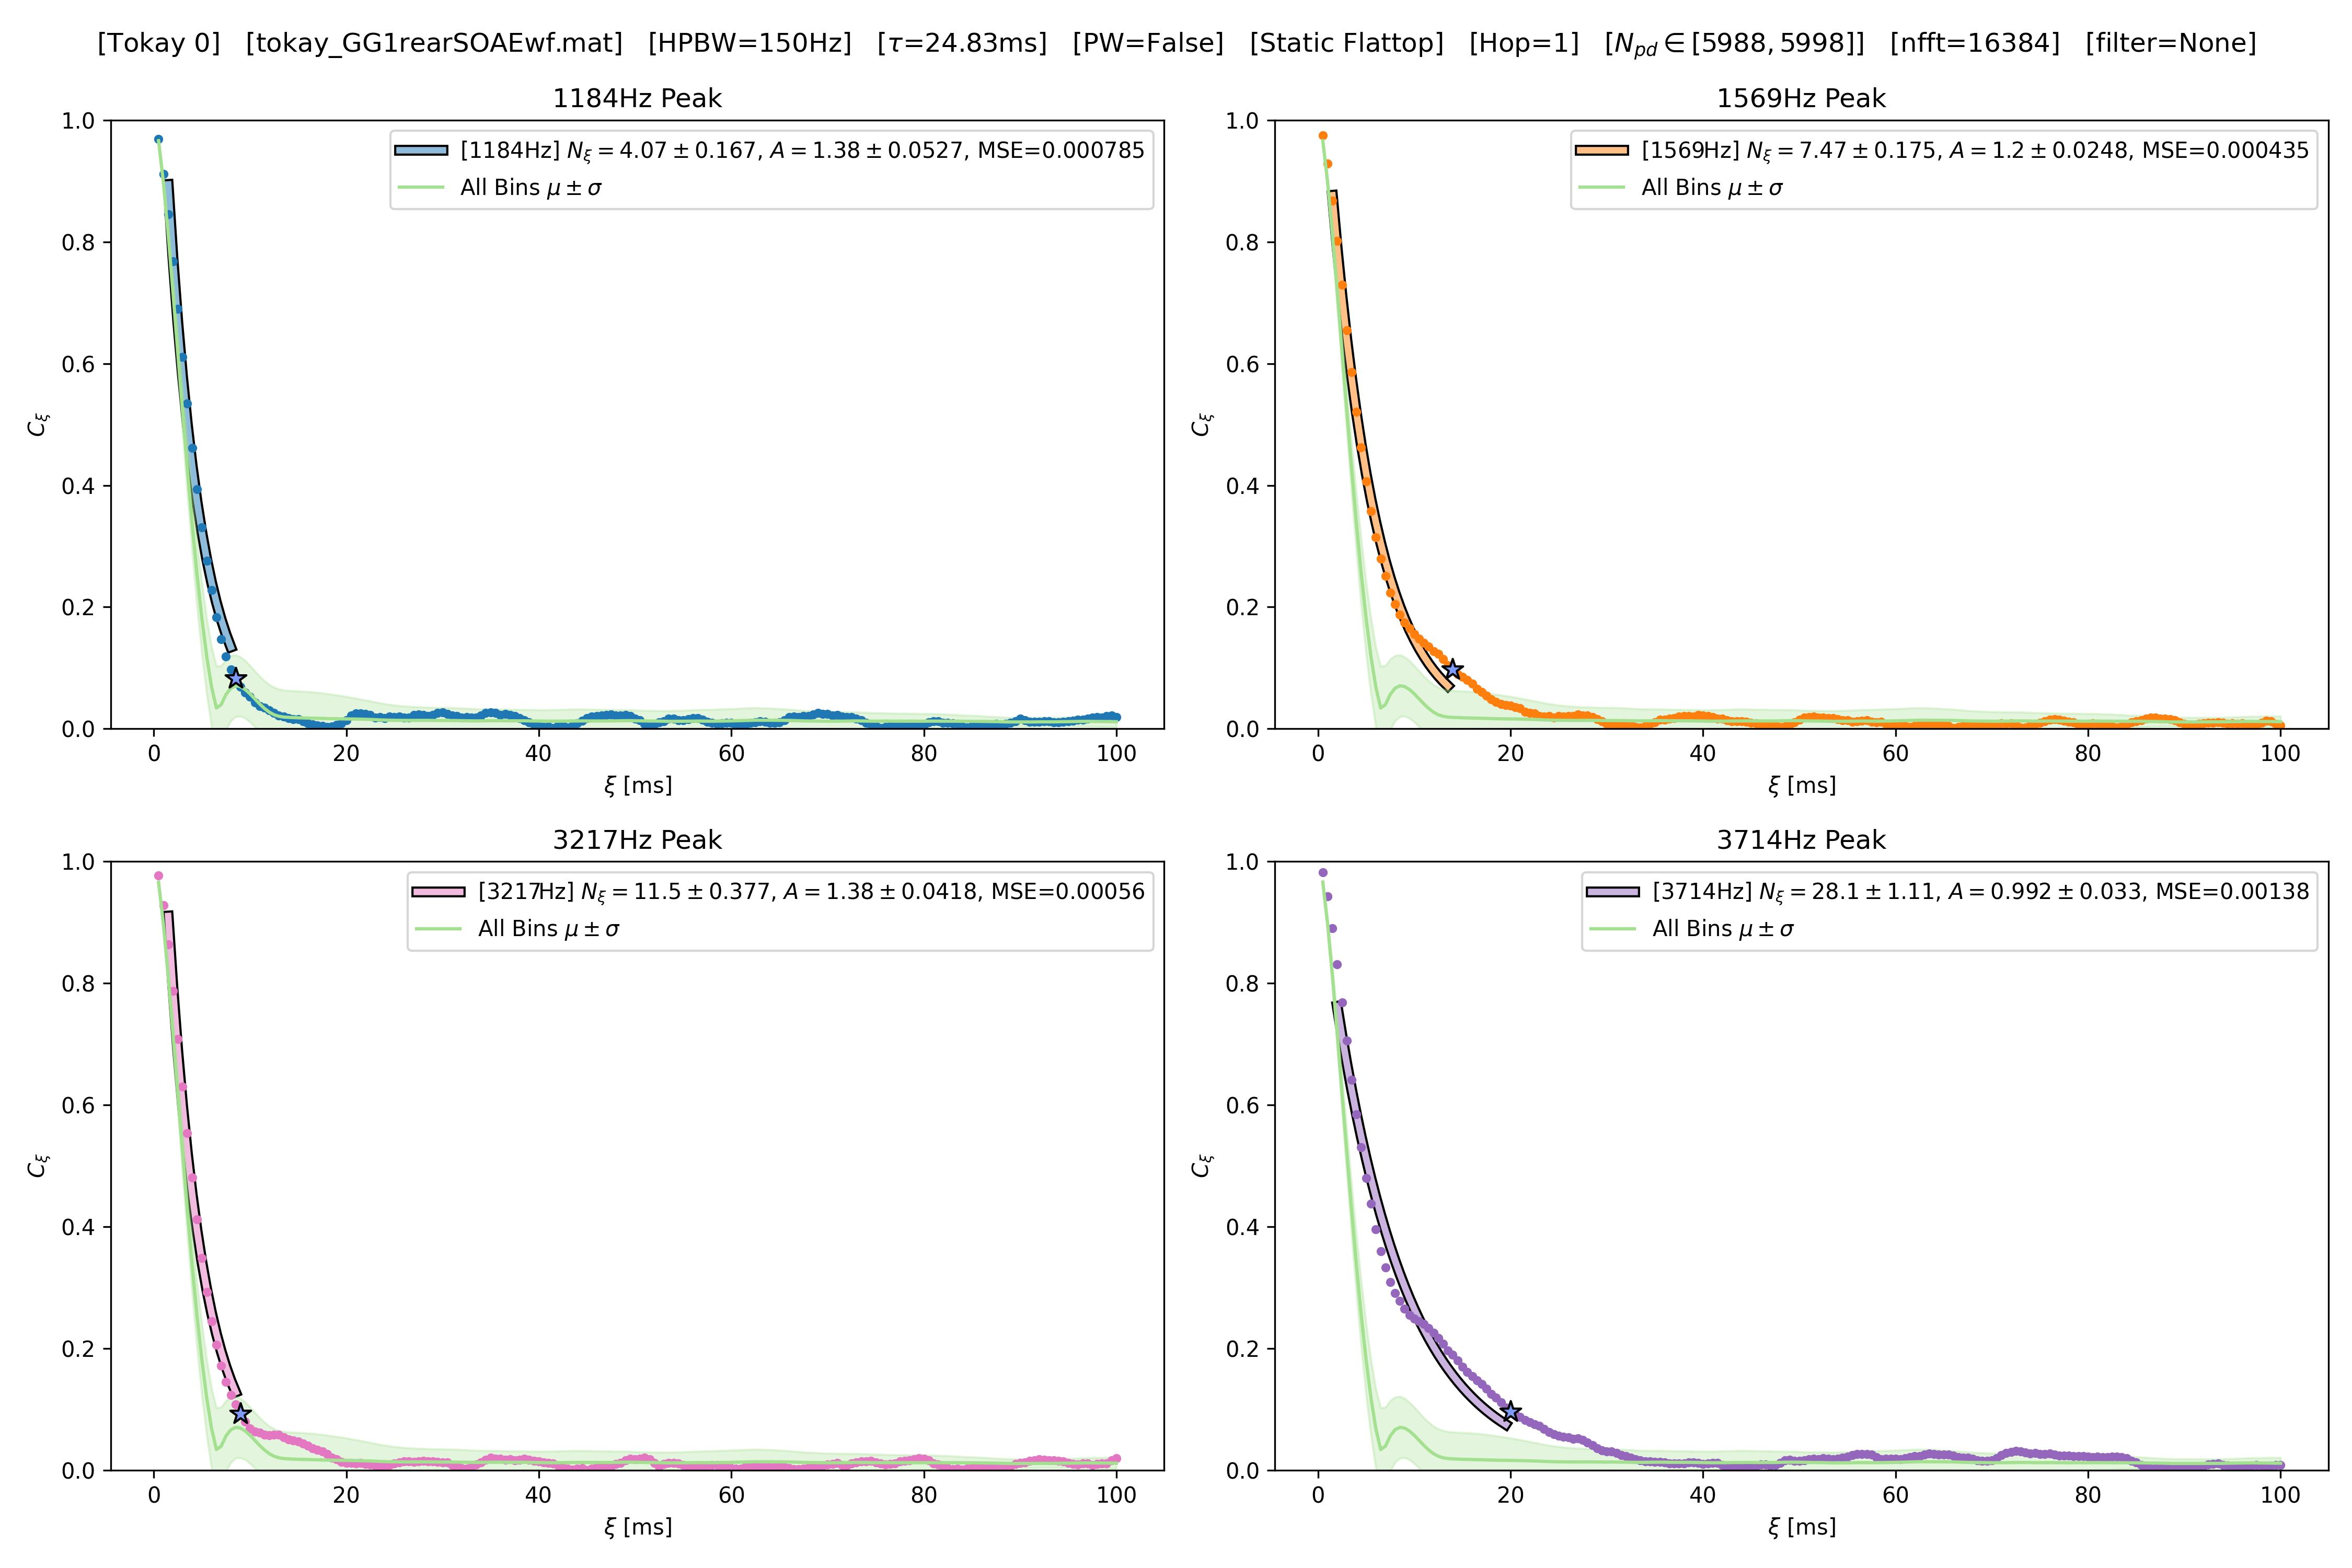 [Tokay 0] [tokay_GG1rearSOAEwf.mat] [HPBW=150Hz] [τ=24.83ms] [PW=False] [Static Flattop] [Hop=1] [N_pd ∈ [5988, 5998]] [nfft=16384] [filter=None]
1184Hz Peak
[1184Hz] N_ξ = 4.07 ± 0.167, A = 1.38 ± 0.0527, MSE=0.000785
All Bins μ ± σ
1.0
0.8
0.6
0.4
0.2
0.0
C_ξ
0 20 40 60 80 100
ξ [ms]
1569Hz Peak
[1569Hz] N_ξ = 7.47 ± 0.175, A = 1.2 ± 0.0248, MSE=0.000435
All Bins μ ± σ
1.0
0.8
0.6
0.4
0.2
0.0
C_ξ
0 20 40 60 80 100
ξ [ms]
3217Hz Peak
[3217Hz] N_ξ = 11.5 ± 0.377, A = 1.38 ± 0.0418, MSE=0.00056
All Bins μ ± σ
1.0
0.8
0.6
0.4
0.2
0.0
C_ξ
0 20 40 60 80 100
ξ [ms]
3714Hz Peak
[3714Hz] N_ξ = 28.1 ± 1.11, A = 0.992 ± 0.033, MSE=0.00138
All Bins μ ± σ
1.0
0.8
0.6
0.4
0.2
0.0
C_ξ
0 20 40 60 80 100
ξ [ms]